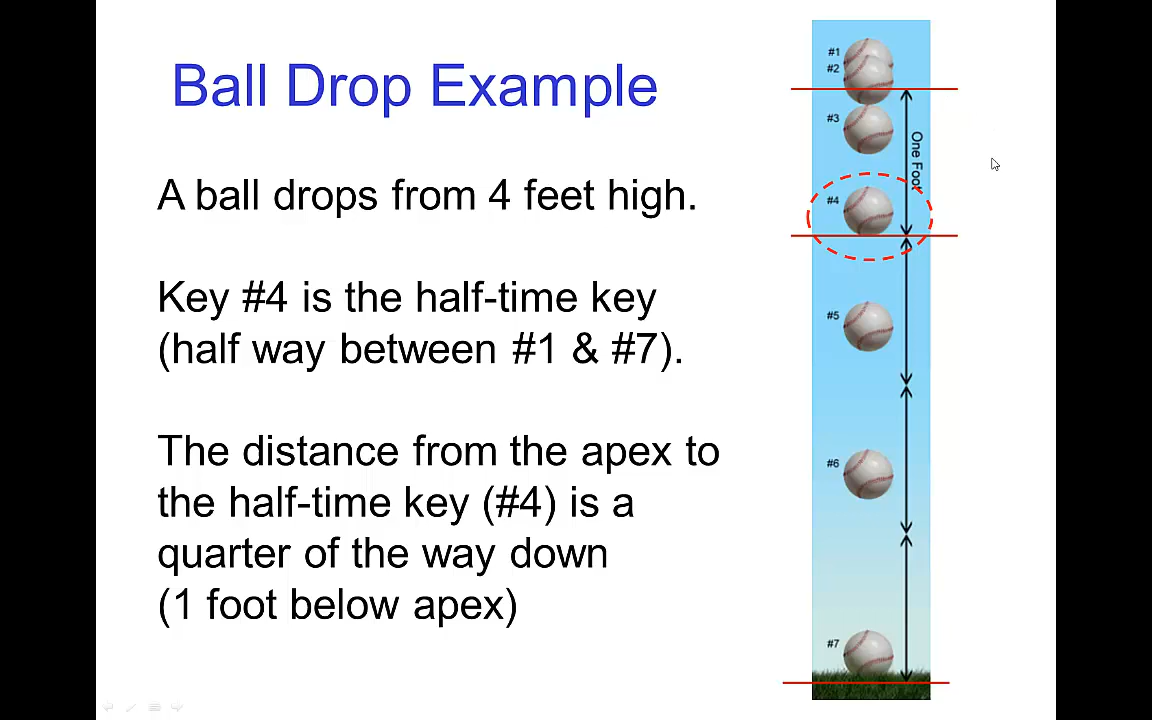 Ball Drop Example
A ball drops from 4 feet high.
Key #4 is the half-time key
(half way between #1 & #7).
The distance from the apex to
the half-time key (#4) is a
quarter of the way down
(1 foot below apex)
#1
#2
#3
One Foot
#4
#5
#6
#7